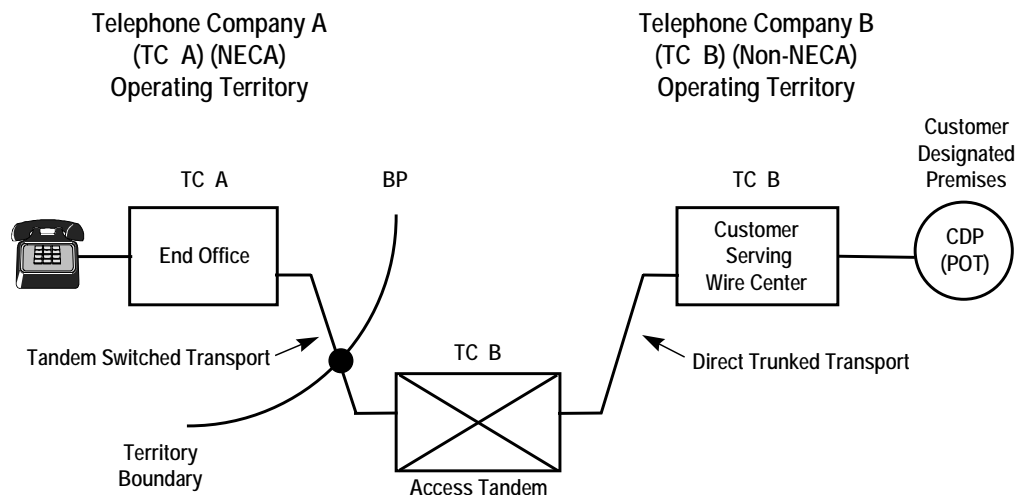 Telephone Company A
(TC A) (NECA)
Operating Territory
Telephone Company B
(TC B) (Non-NECA)
Operating Territory
Customer
Designated
Premises
TC A
BP
TC B
End Office
Customer
Serving
Wire Center
CDP
(POT)
Tandem Switched Transport
TC B
Direct Trunked Transport
Territory
Boundary
Access Tandem